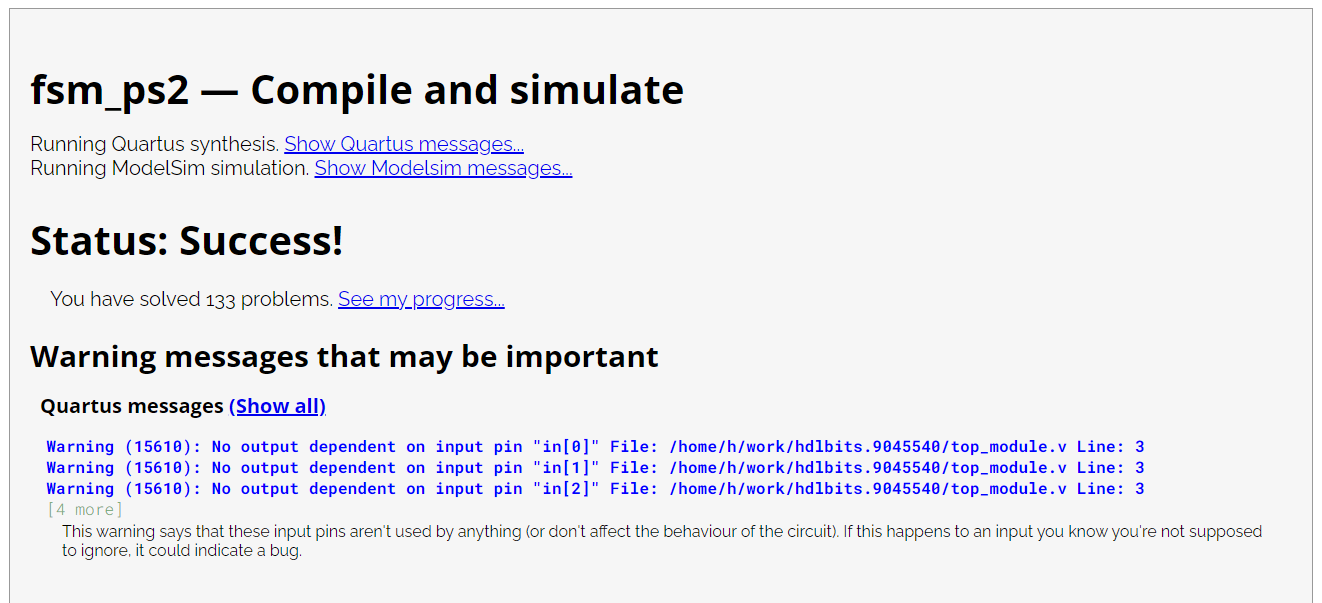 fsm_ps2 — Compile and simulate
Running Quartus synthesis. Show Quartus messages...
Running ModelSim simulation. Show Modelsim messages...
Status: Success!
You have solved 133 problems. See my progress...
Warning messages that may be important
Quartus messages (Show all)
Warning (15610): No output dependent on input pin "in[0]" File: /home/h/work/hdlbits.9045540/top_module.v Line: 3
Warning (15610): No output dependent on input pin "in[1]" File: /home/h/work/hdlbits.9045540/top_module.v Line: 3
Warning (15610): No output dependent on input pin "in[2]" File: /home/h/work/hdlbits.9045540/top_module.v Line: 3
[4 more]
This warning says that these input pins aren't used by anything (or don't affect the behaviour of the circuit). If this happens to an input you know you're not supposed
to ignore, it could indicate a bug.